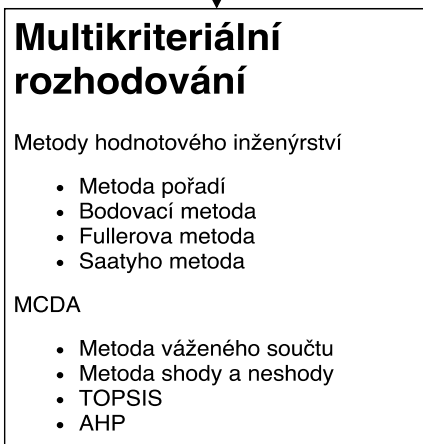 Multikriteriální
rozhodování
Metody hodnotového inženýrství
• Metoda pořadí
• Bodovací metoda
• Fullerova metoda
• Saatyho metoda
MCDA
• Metoda váženého součtu
• Metoda shody a neshody
• TOPSIS
• AHP